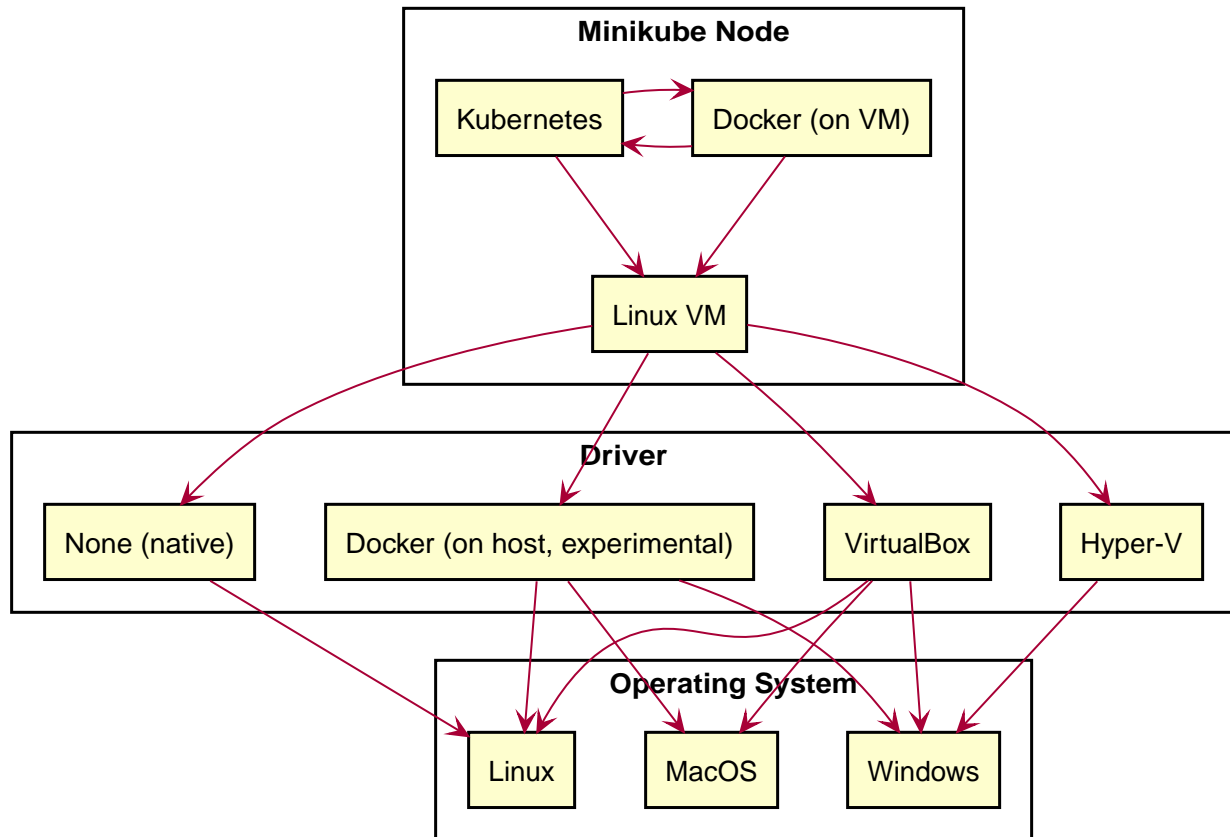 Minikube Node
Kubernetes
Docker (on VM)
Linux VM
Driver
None (native)
Docker (on host, experimental)
VirtualBox
Hyper-V
Operating System
Linux
MacOS
Windows